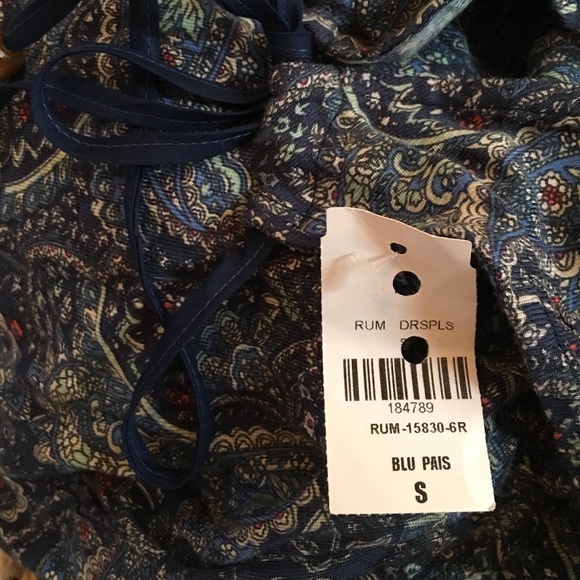 RUM DRSPLS
184789
RUM-15830-6R
BLU PAIS
S